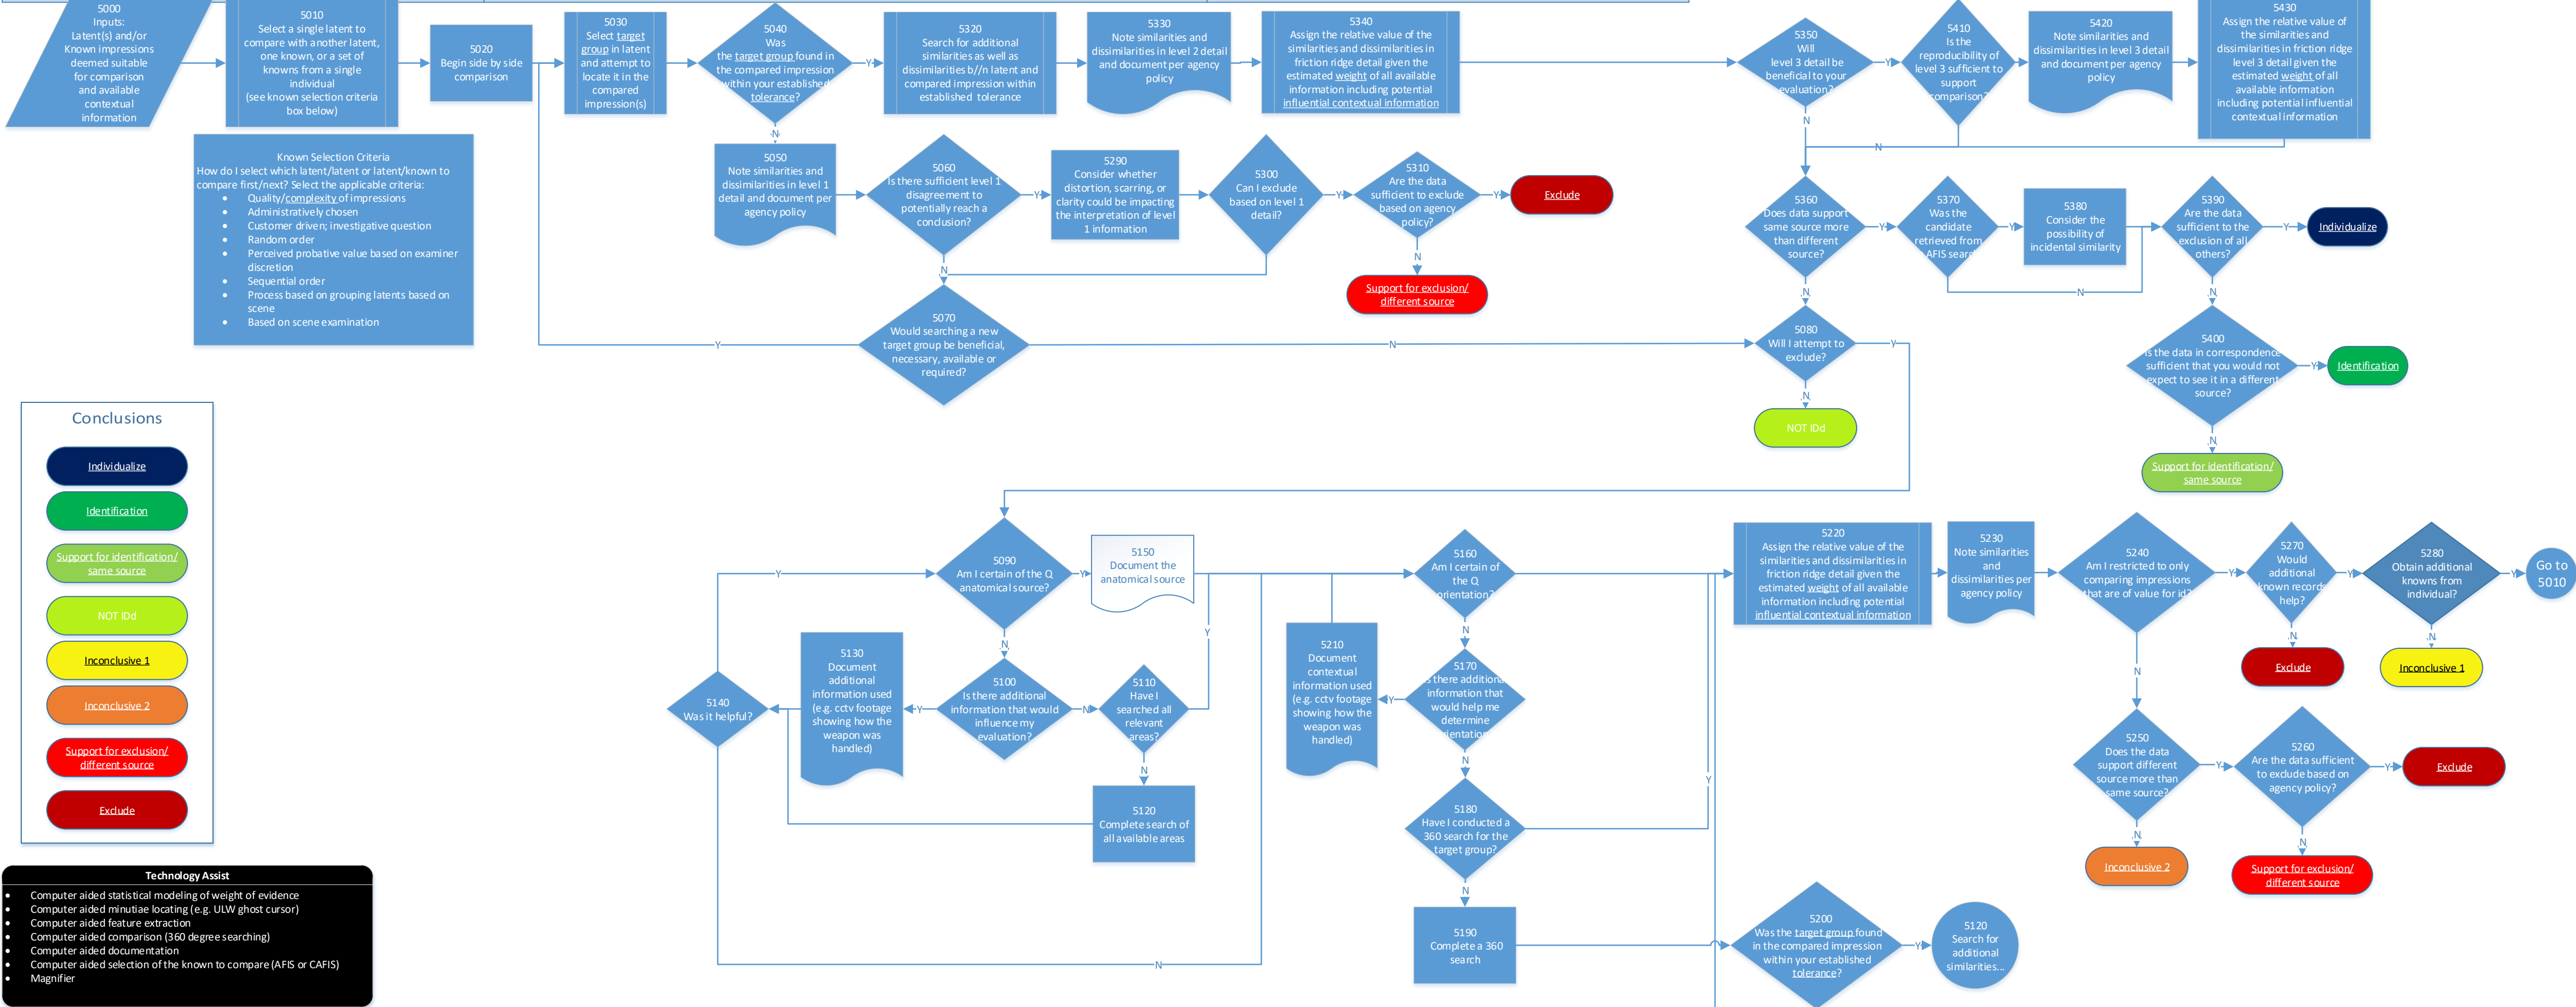 5000
Inputs:
Latent(s) and/or
Known impressions
deemed suitable
for comparison
and available
contextual
information
5010
Select a single latent to
compare with another latent,
one known, or a set of
knowns from a single
individual
(see known selection criteria
box below)
5020
Begin side by side
comparison
5030
Select target
group in latent
and attempt to
locate it in the
compared
impression(s)
5040
Was
the target group found in
the compared impression
within your established
tolerance?
Y
5320
Search for additional
similarities as well as
dissimilarities b//n latent and
compared impression within
established tolerance
5330
Note similarities and
dissimilarities in level 2 detail
and document per agency
policy
5340
Assign the relative value of the
similarities and dissimilarities in
friction ridge detail given the
estimated weight of all available
information including potential
influential contextual information
5350
Will
level 3 detail be
beneficial to your
evaluation?
Y
5410
Is the
reproducibility of
level 3 sufficient to
support
comparison?
Y
5420
Note similarities and
dissimilarities in level 3 detail
and document per agency
policy
5430
Assign the relative value of
the similarities and
dissimilarities in friction ridge
level 3 detail given the
estimated weight of all
available information
including potential influential
contextual information
N
N
N
Known Selection Criteria
How do I select which latent/latent or latent/known to
compare first/next? Select the applicable criteria:
• Quality/complexity of impressions
• Administratively chosen
• Customer driven; investigative question
• Random order
• Perceived probative value based on examiner
discretion
• Sequential order
• Process based on grouping latents based on
scene
• Based on scene examination
5050
Note similarities and
dissimilarities in level 1
detail and document per
agency policy
5060
Is there sufficient level 1
disagreement to
potentially reach a
conclusion?
Y
5290
Consider whether
distortion, scarring, or
clarity could be impacting
the interpretation of level
1 information
5300
Can I exclude
based on level 1
detail?
Y
5310
Are the data
sufficient to exclude
based on agency
policy?
Y
Exclude
N
N
Support for exclusion/
different source
5360
Does data support
same source more
than different
source?
Y
5370
Was the
candidate
retrieved from
AFIS search
Y
5380
Consider the
possibility of
incidental similarity
5390
Are the data
sufficient to the
exclusion of all
others?
Y
Individualize
N
N
N
5070
Would searching a new
target group be beneficial,
necessary, available or
required?
Y
N
5080
Will I attempt to
exclude?
Y
N
NOT IDd
5400
Is the data in correspondence
sufficient that you would not
expect to see it in a different
source?
Y
Identification
N
Support for identification/
same source
Conclusions
Individualize
Identification
Support for identification/
same source
NOT IDd
Inconclusive 1
Inconclusive 2
Support for exclusion/
different source
Exclude
5090
Am I certain of the Q
anatomical source?
Y
Y
5150
Document the
anatomical source
N
5140
Was it helpful?
5130
Document
additional
information used
(e.g. cctv footage
showing how the
weapon was
handled)
Y
5100
Is there additional
information that would
influence my
evaluation?
N
5110
Have I
searched all
relevant
areas?
Y
N
5120
Complete search of
all available areas
N
5160
Am I certain of
the Q
orientation?
N
5210
Document
contextual
information used
(e.g. cctv footage
showing how the
weapon was
handled)
Y
5170
Is there additional
information that
would help me
determine
orientation
N
5180
Have I conducted a
360 search for the
target group?
Y
N
5190
Complete a 360
search
5200
Was the target group found
in the compared impression
within your established
tolerance?
Y
5120
Search for
additional
similarities...
5220
Assign the relative value of the
similarities and dissimilarities in
friction ridge detail given the
estimated weight of all available
information including potential
influential contextual information
5230
Note similarities
and
dissimilarities per
agency policy
5240
Am I restricted to only
comparing impressions
that are of value for id?
Y
5270
Would
additional
known records
help?
Y
5280
Obtain additional
knowns from
individual?
Y
Go to
5010
N
Exclude
N
Inconclusive 1
N
5250
Does the data
support different
source more than
same source?
Y
5260
Are the data sufficient
to exclude based on
agency policy?
Y
Exclude
N
Inconclusive 2
N
Support for exclusion/
different source
Technology Assist
• Computer aided statistical modeling of weight of evidence
• Computer aided minutiae locating (e.g. ULW ghost cursor)
• Computer aided feature extraction
• Computer aided comparison (360 degree searching)
• Computer aided documentation
• Computer aided selection of the known to compare (AFIS or CAFIS)
• Magnifier